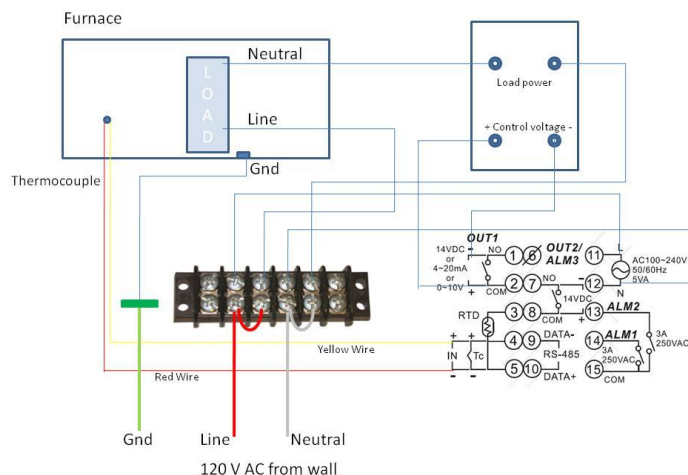 Furnace
Neutral
LOAD
Line
Gnd
Thermocouple
Load power
+ Control voltage -
OUT1
14VDC
or
4~20mA
or
0~10V
-
+
NO
COM
1
2
3
4
5
6
7
8
9
10
OUT2/
ALM3
NO
COM
-
14VDC
+
RTD
DATA-
RS-485
DATA+
+ +
IN
Tc
- -
11
12
13
14
15
L
AC100~240V
50/60Hz
5VA
N
ALM2
ALM1
3A
250VAC
3A
250VAC
COM
Yellow Wire
Red Wire
Gnd
Line
Neutral
120 V AC from wall